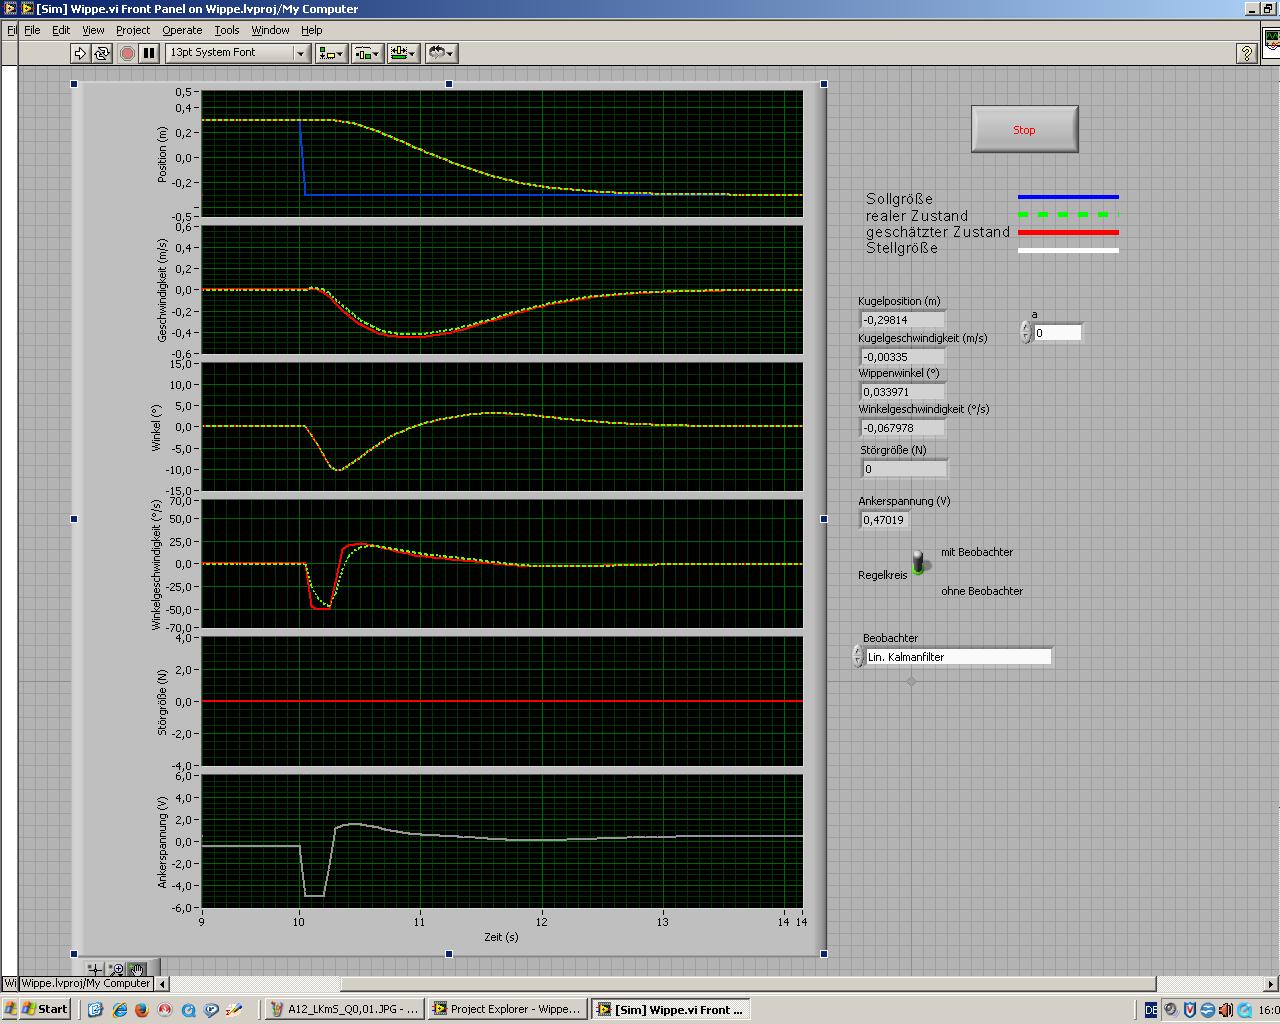 [Sim] Wippe.vi Front Panel on Wippe.lvproj/My Computer
Fil File Edit View Project Operate Tools Window Help
13pt System Font
?
0,5
0,4
0,2
0,0
-0,2
-0,5
Position (m)
0,6
0,4
0,2
-0,0
-0,2
-0,4
-0,6
Geschwindigkeit (m/s)
15,0
10,0
5,0
0,0
-5,0
-10,0
-15,0
Winkel (°)
70,0
50,0
25,0
0,0
-25,0
-50,0
-70,0
Winkelgeschwindigkeit (°/s)
4,0
2,0
0,0
-2,0
-4,0
Störgröße (N)
6,0
4,0
2,0
0,0
-2,0
-4,0
-6,0
Ankerspannung (V)
9 10 11 12 13 14 14
Zeit (s)
Stop
Sollgröße
realer Zustand
geschätzter Zustand
Stellgröße
Kugelposition (m)
-0,29814
a
0
Kugelgeschwindigkeit (m/s)
-0,00335
Wippenwinkel (°)
0,033971
Winkelgeschwindigkeit (°/s)
-0,067978
Störgröße (N)
0
Ankerspannung (V)
0,47019
mit Beobachter
Regelkreis
ohne Beobachter
Beobachter
Lin. Kalmanfilter
Wi Wippe.lvproj/My Computer
Start
A12_LKmS_Q0,01.JPG - ...
Project Explorer - Wippe...
[Sim] Wippe.vi Front ...
DE
16:0